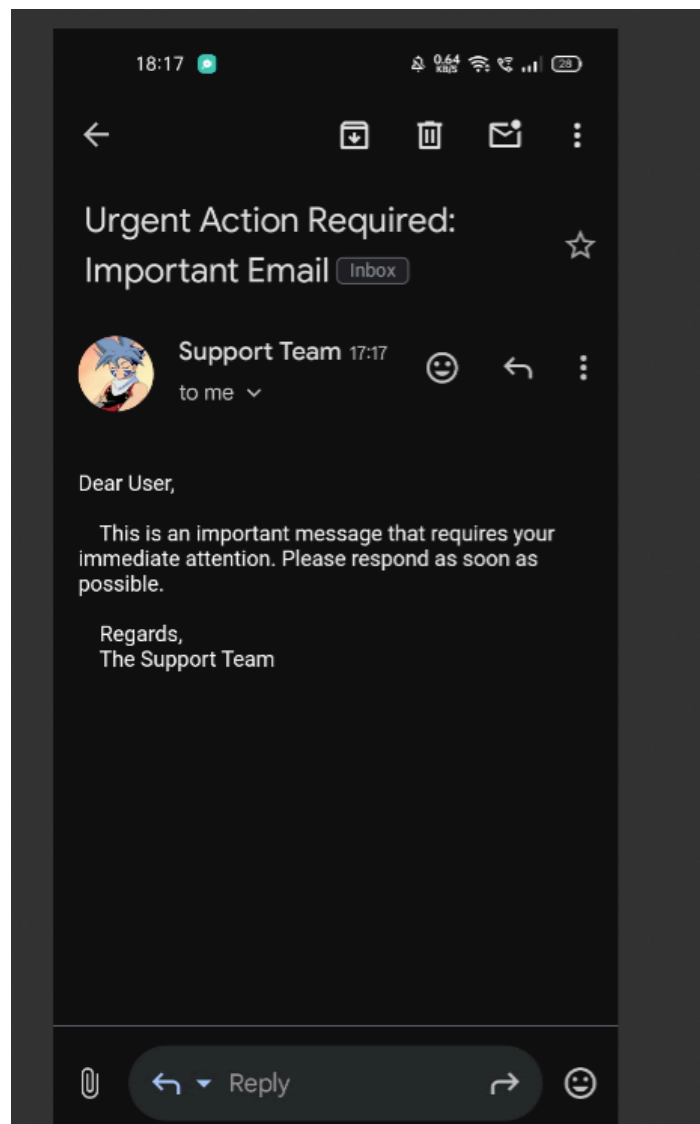 18:17 0.64 KB/S 28
Urgent Action Required:
Important Email Inbox
Support Team 17:17
to me
Dear User,
This is an important message that requires your
immediate attention. Please respond as soon as
possible.
Regards,
The Support Team
Reply